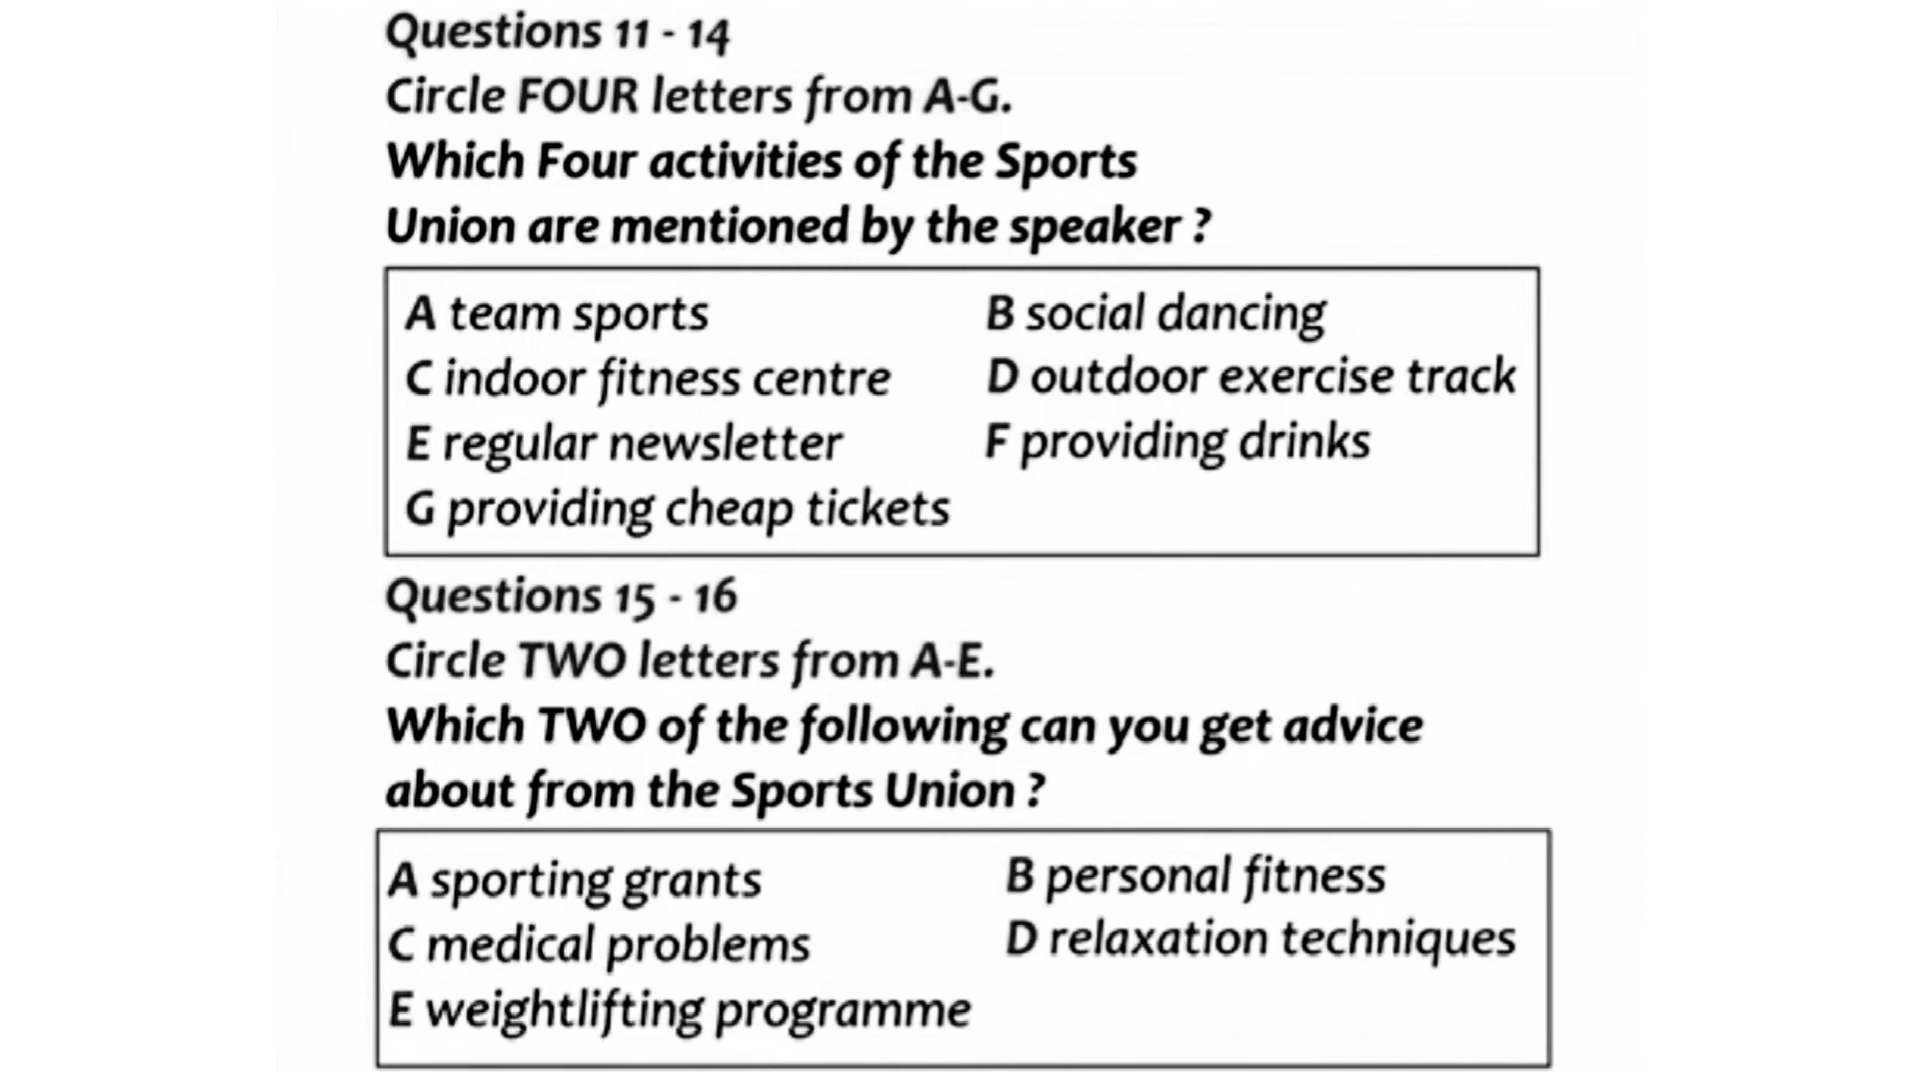 Questions 11 - 14
Circle FOUR letters from A-G.
Which Four activities of the Sports
Union are mentioned by the speaker ?
A team sports B social dancing
C indoor fitness centre D outdoor exercise track
E regular newsletter F providing drinks
G providing cheap tickets
Questions 15 - 16
Circle TWO letters from A-E.
Which TWO of the following can you get advice
about from the Sports Union ?
A sporting grants B personal fitness
C medical problems D relaxation techniques
E weightlifting programme